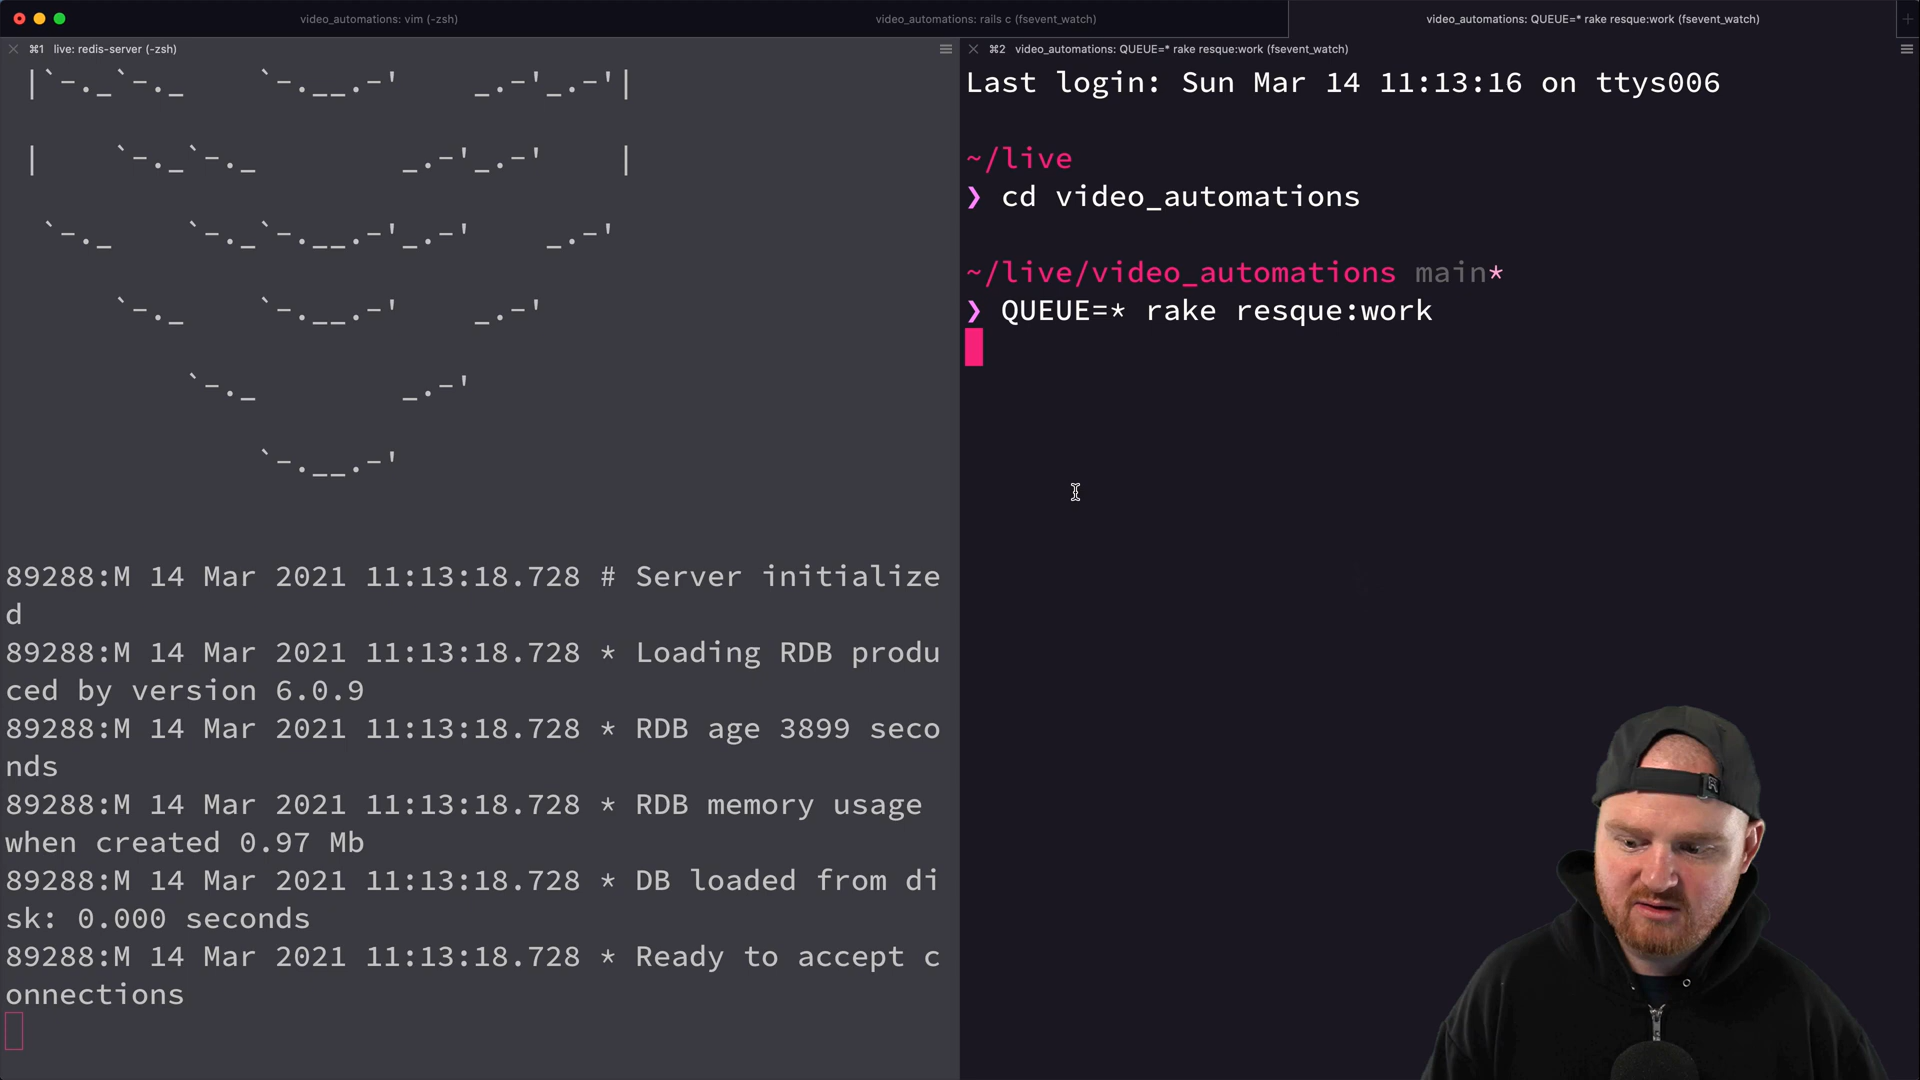 video_automations: vim (-zsh)
video_automations: rails c (fsevent_watch)
video_automations: QUEUE=* rake resque:work (fsevent_watch)
⌘1 live: redis-server (-zsh)
|`-._`-._    `-.__.-'    _.-'_.-'|
|    `-._`-._        _.-'_.-'    |
`-._    `-._`-.__.-'_.-'    _.-'
`-._    `-.__.-'    _.-'
`-._        _.-'
`-.__.-'
89288:M 14 Mar 2021 11:13:18.728 # Server initialize
d
89288:M 14 Mar 2021 11:13:18.728 * Loading RDB produ
ced by version 6.0.9
89288:M 14 Mar 2021 11:13:18.728 * RDB age 3899 seco
nds
89288:M 14 Mar 2021 11:13:18.728 * RDB memory usage
when created 0.97 Mb
89288:M 14 Mar 2021 11:13:18.728 * DB loaded from di
sk: 0.000 seconds
89288:M 14 Mar 2021 11:13:18.728 * Ready to accept c
onnections
⌘2 video_automations: QUEUE=* rake resque:work (fsevent_watch)
Last login: Sun Mar 14 11:13:16 on ttys006
~/live
❯ cd video_automations
~/live/video_automations main*
❯ QUEUE=* rake resque:work